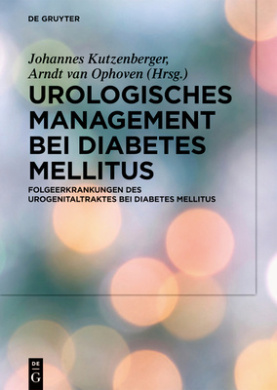 DE GRUYTER
Johannes Kutzenberger,
Arndt van Ophoven (Hrsg.)
UROLOGISCHES
MANAGEMENT
BEI DIABETES
MELLITUS
FOLGEERKRANKUNGEN DES
UROGENITALTRAKTES BEI DIABETES MELLITUS
DE
G